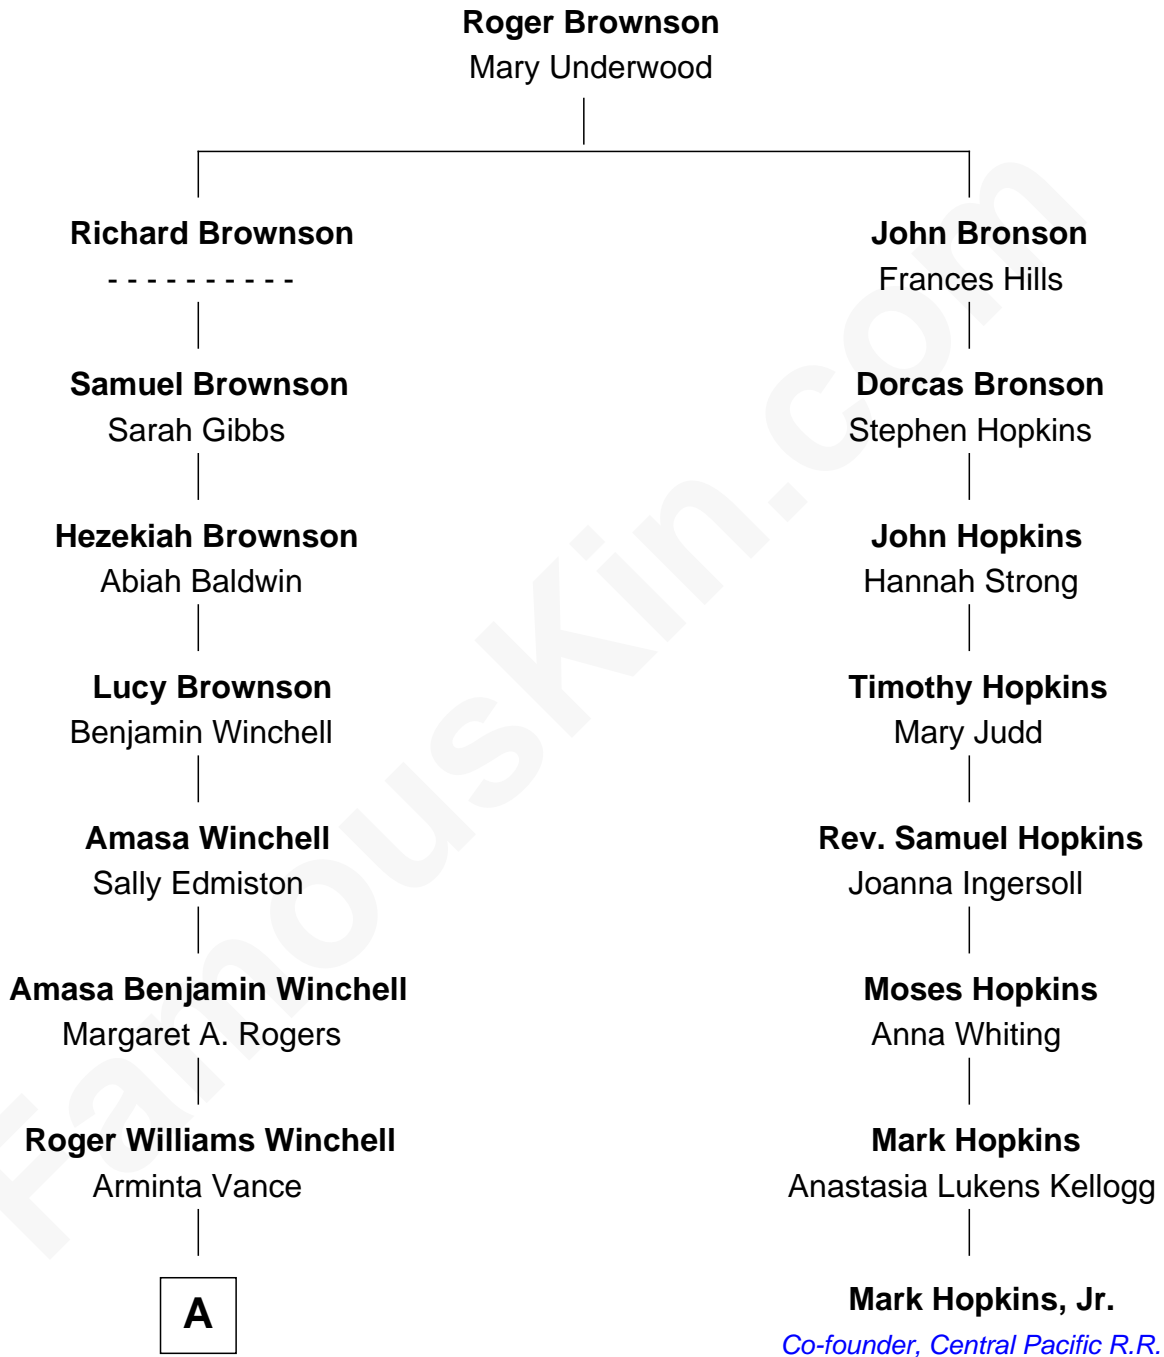 Roger Brownson
Mary Underwood
Richard Brownson
- - - - - - - - - -
Samuel Brownson
Sarah Gibbs
Hezekiah Brownson
Abiah Baldwin
Lucy Brownson
Benjamin Winchell
Amasa Winchell
Sally Edmiston
Amasa Benjamin Winchell
Margaret A. Rogers
Roger Williams Winchell
Arminta Vance
A
John Bronson
Frances Hills
Dorcas Bronson
Stephen Hopkins
John Hopkins
Hannah Strong
Timothy Hopkins
Mary Judd
Rev. Samuel Hopkins
Joanna Ingersoll
Moses Hopkins
Anna Whiting
Mark Hopkins
Anastasia Lukens Kellogg
Mark Hopkins, Jr.
Co-founder, Central Pacific R.R.
FamousKin.com